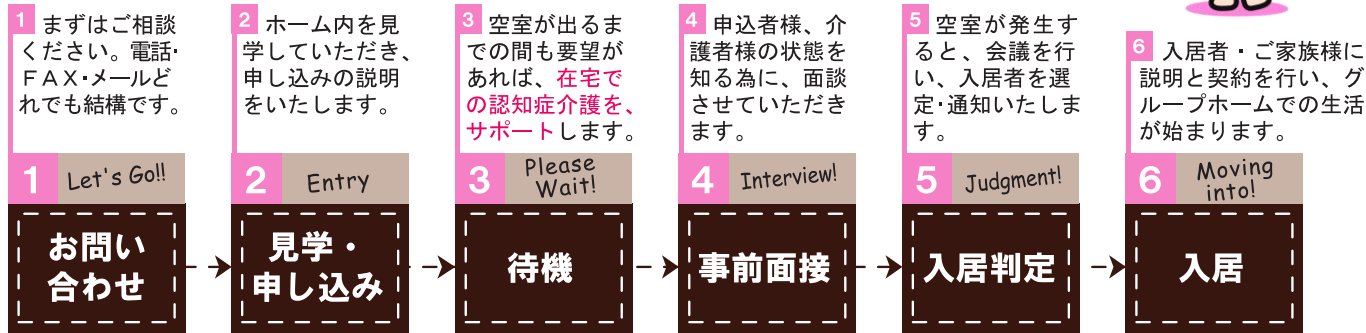 1 まずはご相談
ください。電話・
ＦＡＸ・メールど
れでも結構です。
2 ホーム内を見
学していただき、
申し込みの説明
をいたします。
3 空室が出るま
での間も要望が
あれば、在宅で
の認知症介護を、
サポートします。
4 申込者様、介
護者様の状態を
知る為に、面談
させていただき
ます。
5 空室が発生す
ると、会議を行
い、入居者を選
定・通知いたしま
す。
6 入居者・ご家族様に
説明と契約を行い、グ
ループホームでの生活
が始まります。
1 Let's Go!!
お問い
合わせ
2 Entry
見学・
申し込み
3 Please
Wait!
待機
4 Interview!
事前面接
5 Judgment!
入居判定
6 Moving
into!
入居